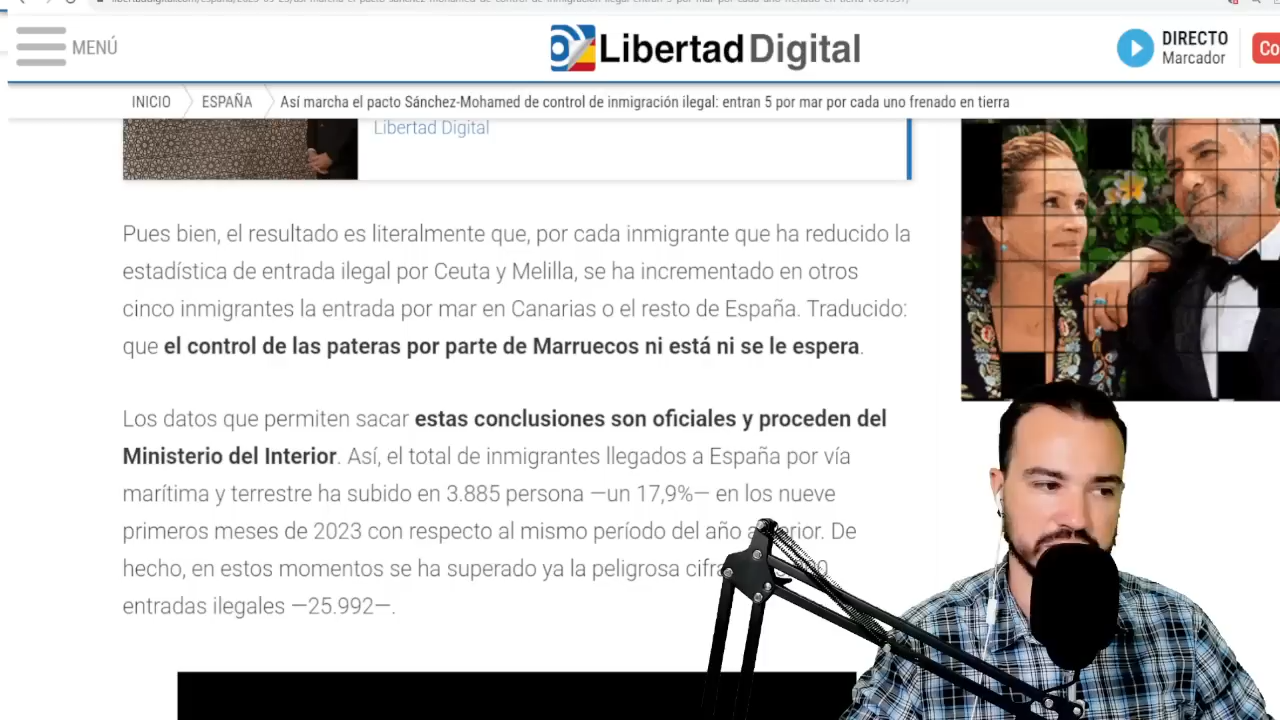 MENÚ
Libertad Digital
DIRECTO
Marcador
Co
INICIO
ESPAÑA
Así marcha el pacto Sánchez-Mohamed de control de inmigración ilegal: entran 5 por mar por cada uno frenado en tierra
Libertad Digital
Pues bien, el resultado es literalmente que, por cada inmigrante que ha reducido la
estadística de entrada ilegal por Ceuta y Melilla, se ha incrementado en otros
cinco inmigrantes la entrada por mar en Canarias o el resto de España. Traducido:
que el control de las pateras por parte de Marruecos ni está ni se le espera.
Los datos que permiten sacar estas conclusiones son oficiales y proceden del
Ministerio del Interior. Así, el total de inmigrantes llegados a España por vía
marítima y terrestre ha subido en 3.885 persona —un 17,9%— en los nueve
primeros meses de 2023 con respecto al mismo período del año anterior. De
hecho, en estos momentos se ha superado ya la peligrosa
entradas ilegales —25.992—.